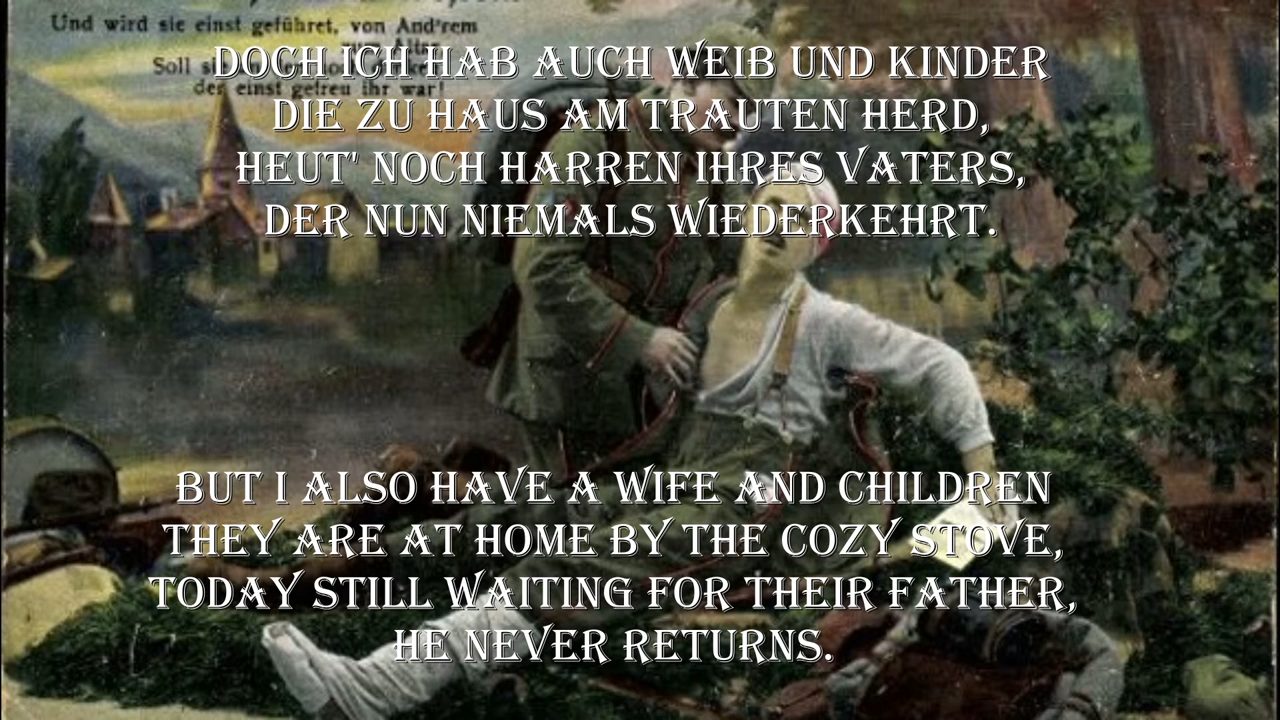 Und wird sie einst geführet, von And'rem
Soll
der einst getreu ihr war!
DOCH ICH HAB AUCH WEIB UND KINDER
DIE ZU HAUS AM TRAUTEN HERD,
HEUT' NOCH HARREN IHRES VATERS,
DER NUN NIEMALS WIEDERKEHRT.
BUT I ALSO HAVE A WIFE AND CHILDREN
THEY ARE AT HOME BY THE COZY STOVE,
TODAY STILL WAITING FOR THEIR FATHER,
HE NEVER RETURNS.